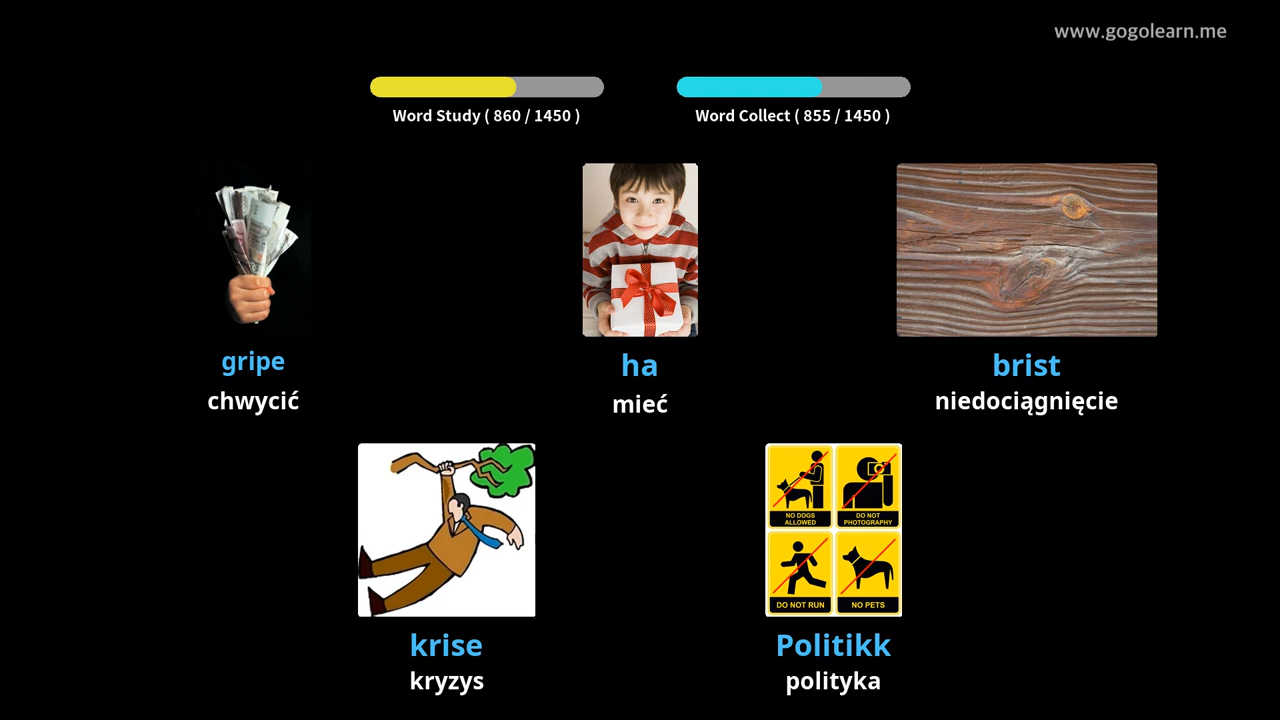 www.gogolearn.me
Word Study ( 860 / 1450 )
Word Collect ( 855 / 1450 )
gripe
chwycić
ha
mieć
brist
niedociągnięcie
NO DOGS
ALLOWED
DO NOT
PHOTOGRAPHY
DO NOT RUN
NO PETS
krise
kryzys
Politikk
polityka